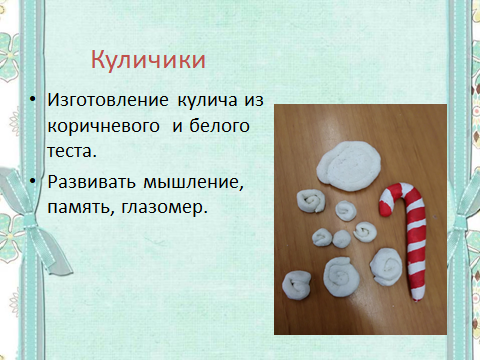 Куличики
• Изготовление кулича из
коричневого и белого
теста.
• Развивать мышление,
память, глазомер.